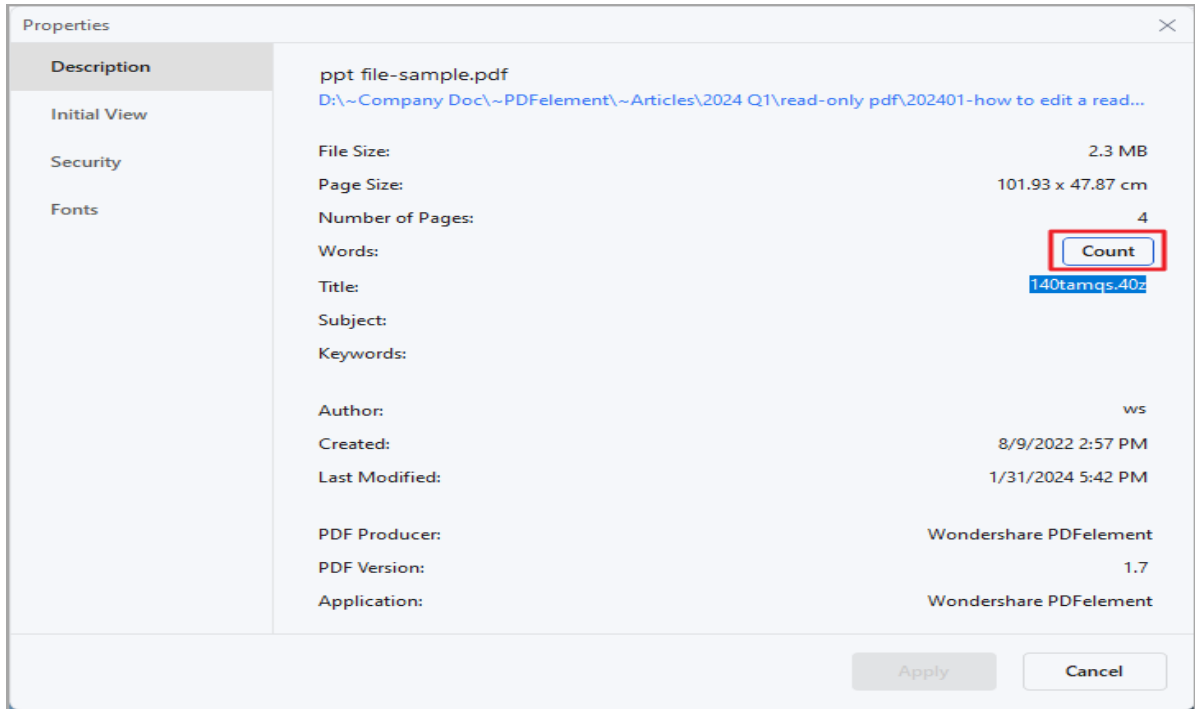 Properties
Description
Initial View
Security
Fonts
ppt file-sample.pdf
D:\~Company Doc\~PDFelement\~Articles\2024 Q1\read-only pdf\202401-how to edit a read...
File Size: 2.3 MB
Page Size: 101.93 x 47.87 cm
Number of Pages: 4
Words: Count
Title: 140tamqs.40z
Subject:
Keywords:
Author: ws
Created: 8/9/2022 2:57 PM
Last Modified: 1/31/2024 5:42 PM
PDF Producer: Wondershare PDFelement
PDF Version: 1.7
Application: Wondershare PDFelement
Apply Cancel